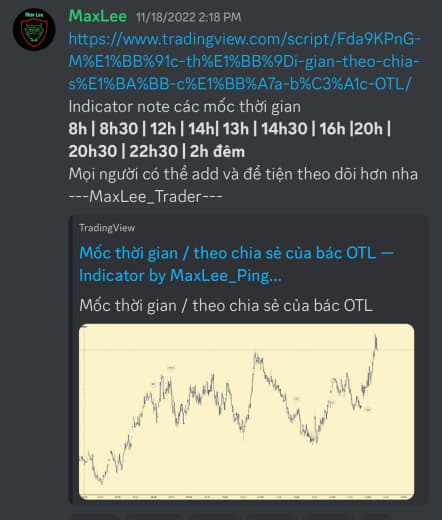 Max Lee
MaxLee 11/18/2022 2:18 PM
https://www.tradingview.com/script/Fda9KPnG-
M%E1%BB%91c-th%E1%BB%9Di-gian-theo-chia-
s%E1%BA%BB-c%E1%BB%A7a-b%C3%A1c-OTL/
Indicator note các mốc thời gian
8h | 8h30 | 12h | 14h| 13h | 14h30 | 16h |20h |
20h30 | 22h30 | 2h đêm
Mọi người có thể add và để tiện theo dõi hơn nha
---MaxLee_Trader---
TradingView
Mốc thời gian / theo chia sẻ của bác OTL —
Indicator by MaxLee_Ping...
Mốc thời gian / theo chia sẻ của bác OTL